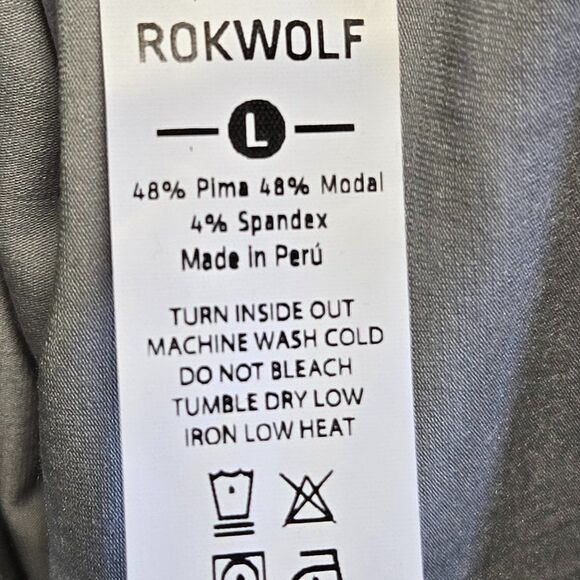 ROKWOLF
L
48% Pima 48% Modal
4% Spandex
Made in Perú
TURN INSIDE OUT
MACHINE WASH COLD
DO NOT BLEACH
TUMBLE DRY LOW
IRON LOW HEAT